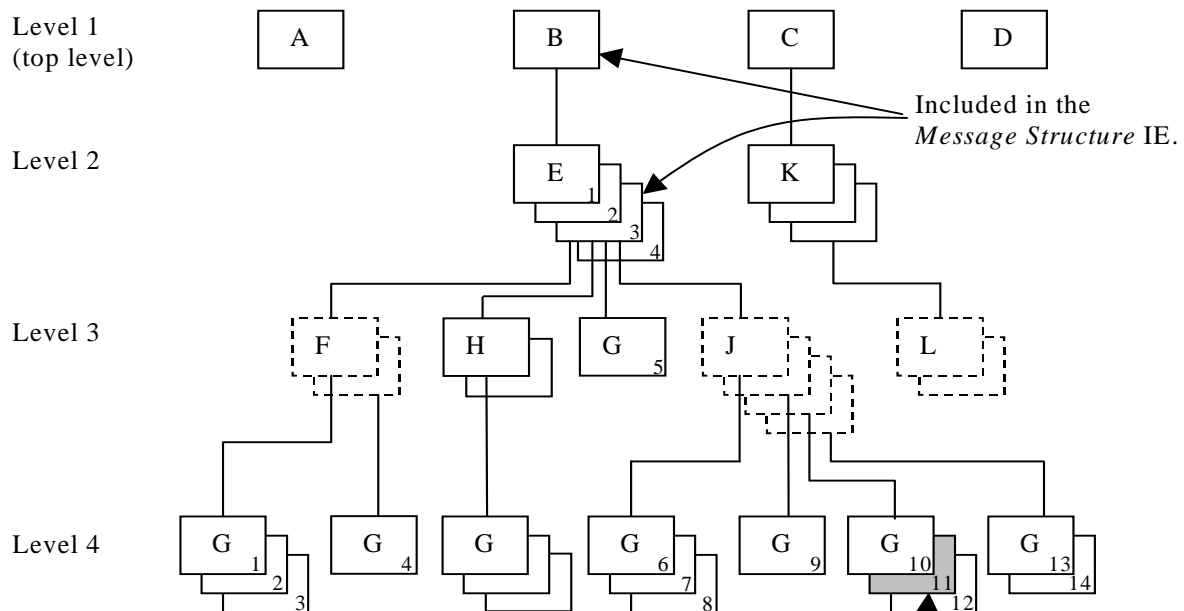 Level 1
(top level)
A
B
C
D
Included in the
Message Structure IE.
Level 2
E
1
2
3
4
K
Level 3
F
H
G
5
J
L
Level 4
G
1
2
3
G
4
G
G
6
7
8
G
9
G
10
11
12
G
13
14